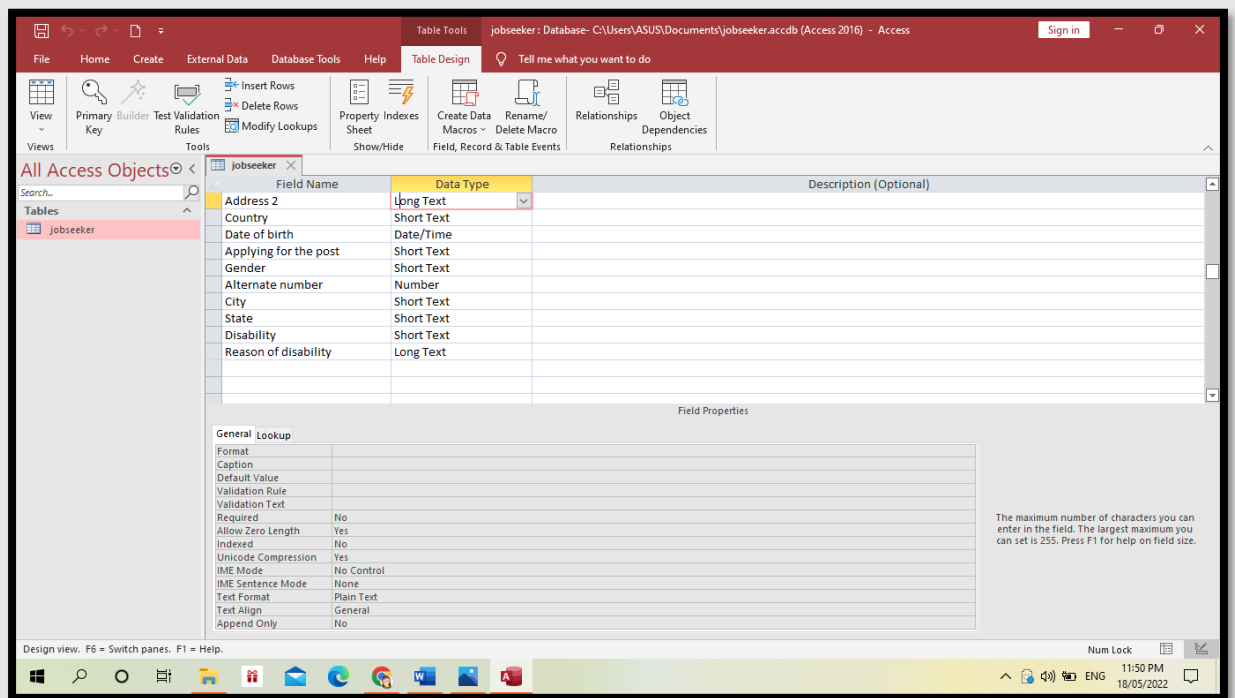 Table Tools jobseeker : Database- C:\Users\ASUS\Documents\jobseeker.accdb (Access 2016) - Access Sign in
File Home Create External Data Database Tools Help Table Design Tell me what you want to do
View
Primary Key
Builder
Test Validation Rules
Insert Rows
Delete Rows
Modify Lookups
Property Sheet
Indexes
Create Data Macros
Rename/ Delete Macro
Relationships
Object Dependencies
Views Tools Show/Hide Field, Record & Table Events Relationships
All Access Objects
Search...
Tables
jobseeker
jobseeker
Field Name Data Type Description (Optional)
Address 2 Long Text
Country Short Text
Date of birth Date/Time
Applying for the post Short Text
Gender Short Text
Alternate number Number
City Short Text
State Short Text
Disability Short Text
Reason of disability Long Text
Field Properties
General Lookup
Format
Caption
Default Value
Validation Rule
Validation Text
Required No
Allow Zero Length Yes
Indexed No
Unicode Compression Yes
IME Mode No Control
IME Sentence Mode None
Text Format Plain Text
Text Align General
Append Only No
The maximum number of characters you can
enter in the field. The largest maximum you
can set is 255. Press F1 for help on field size.
Design view. F6 = Switch panes. F1 = Help. Num Lock
ENG 11:50 PM
18/05/2022